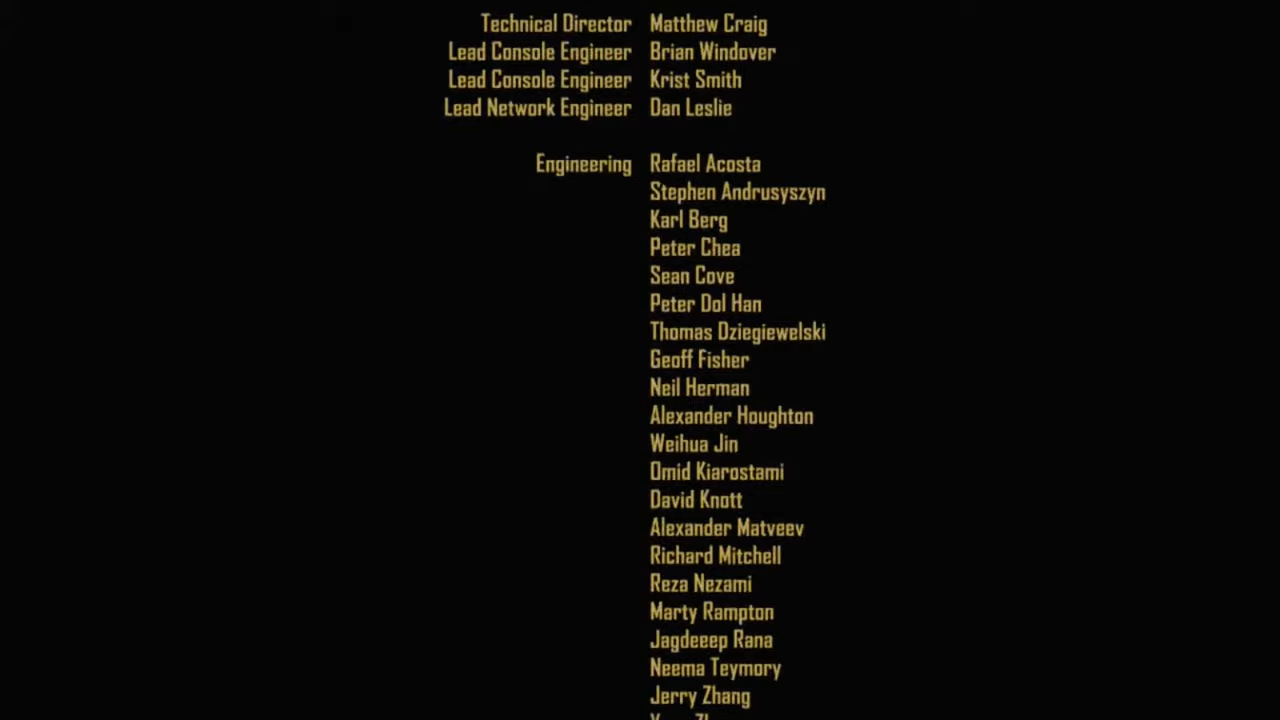 Technical Director Matthew Craig
Lead Console Engineer Brian Windover
Lead Console Engineer Krist Smith
Lead Network Engineer Dan Leslie
Engineering Rafael Acosta
Stephen Andrusyszyn
Karl Berg
Peter Chea
Sean Cove
Peter Dol Han
Thomas Dziegiewelski
Geoff Fisher
Neil Herman
Alexander Houghton
Weihua Jin
Omid Kiarostami
David Knott
Alexander Matveev
Richard Mitchell
Reza Nezami
Marty Rampton
Jagdeeep Rana
Neema Teymory
Jerry Zhang